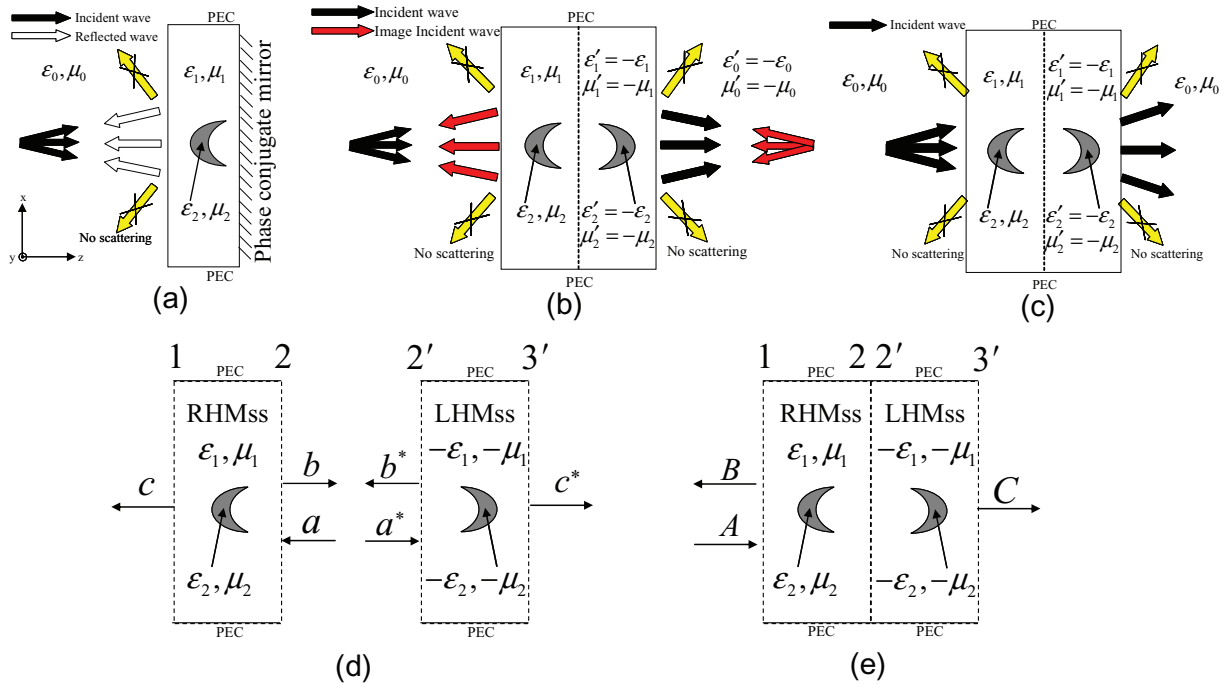 Incident wave
Reflected wave
PEC
ε₀, μ₀
ε₁, μ₁
ε₂, μ₂
Phase conjugate mirror
No scattering
x
y
z
PEC
(a)
Incident wave
Image Incident wave
PEC
ε₀, μ₀
ε₁, μ₁
ε₁′ = −ε₁
μ₁′ = −μ₁
ε₀′ = −ε₀
μ₀′ = −μ₀
ε₂, μ₂
ε₂′ = −ε₂
μ₂′ = −μ₂
No scattering
No scattering
PEC
(b)
Incident wave
PEC
ε₀, μ₀
ε₁, μ₁
ε₁′ = −ε₁
μ₁′ = −μ₁
ε₀, μ₀
ε₂, μ₂
ε₂′ = −ε₂
μ₂′ = −μ₂
No scattering
No scattering
PEC
(c)
1 2 2′ 3′
PEC PEC
RHMss LHMss
ε₁, μ₁ −ε₁, −μ₁
b b*
c c*
a a*
ε₂, μ₂ −ε₂, −μ₂
PEC PEC
(d)
1 2 2′ 3′
PEC PEC
RHMss LHMss
ε₁, μ₁ −ε₁, −μ₁
B C
A
ε₂, μ₂ −ε₂, −μ₂
PEC PEC
(e)